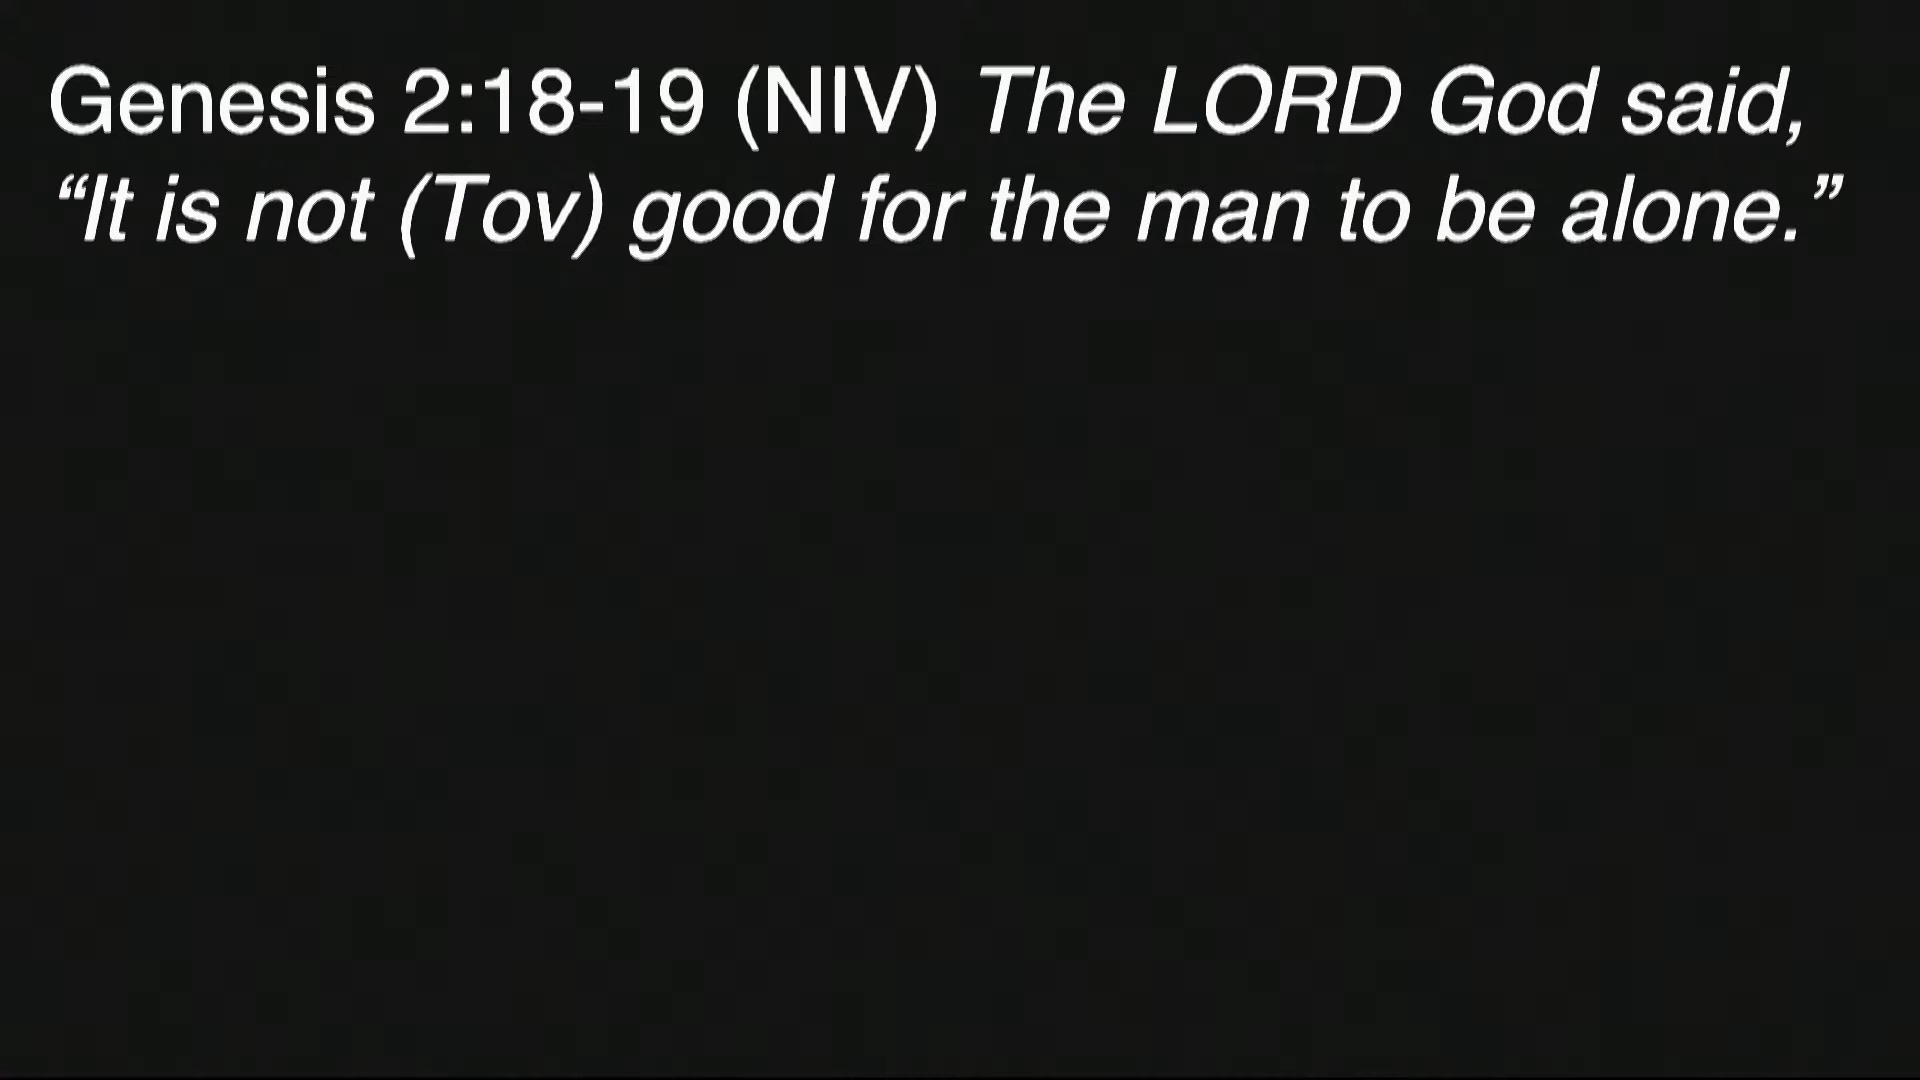 Genesis 2:18-19 (NIV) The LORD God said,
“It is not (Tov) good for the man to be alone.”